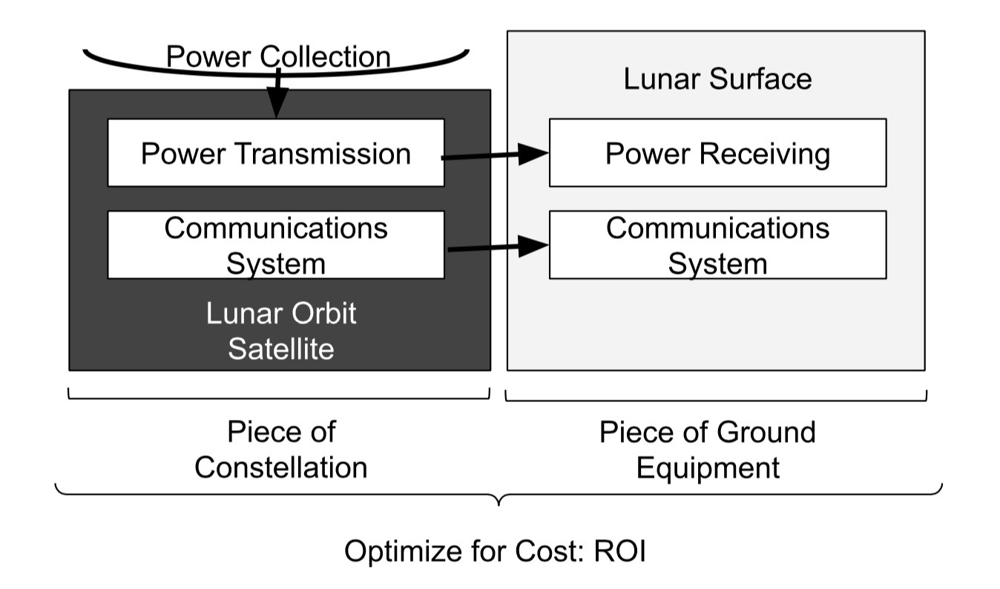 Power Collection
Power Transmission
Communications
System
Lunar Orbit
Satellite
Lunar Surface
Power Receiving
Communications
System
Piece of
Constellation
Piece of Ground
Equipment
Optimize for Cost: ROI